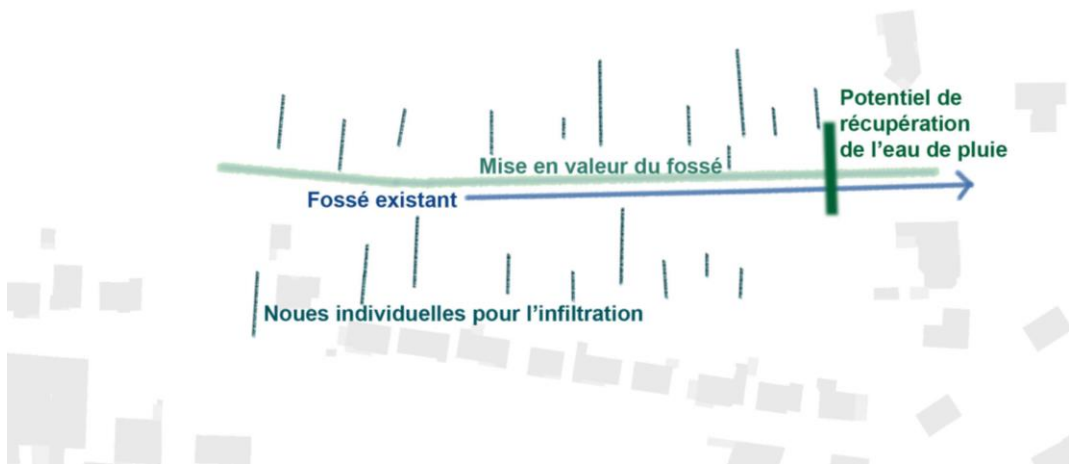 Potentiel de
récupération
de l'eau de pluie
Mise en valeur du fossé
Fossé existant
Noues individuelles pour l'infiltration